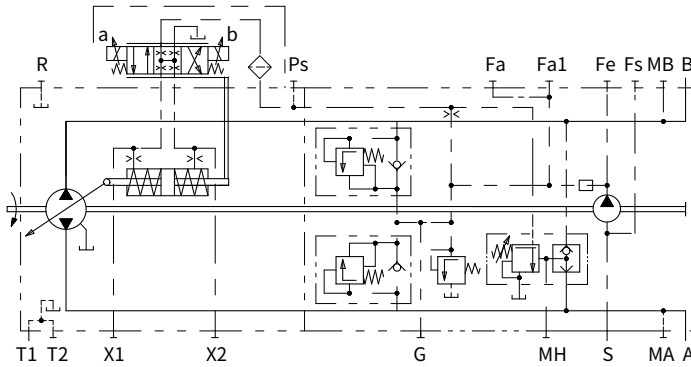 a b
R Ps Fa Fa1 Fe Fs MB B
T1 T2 X1 X2 G MH S MA A